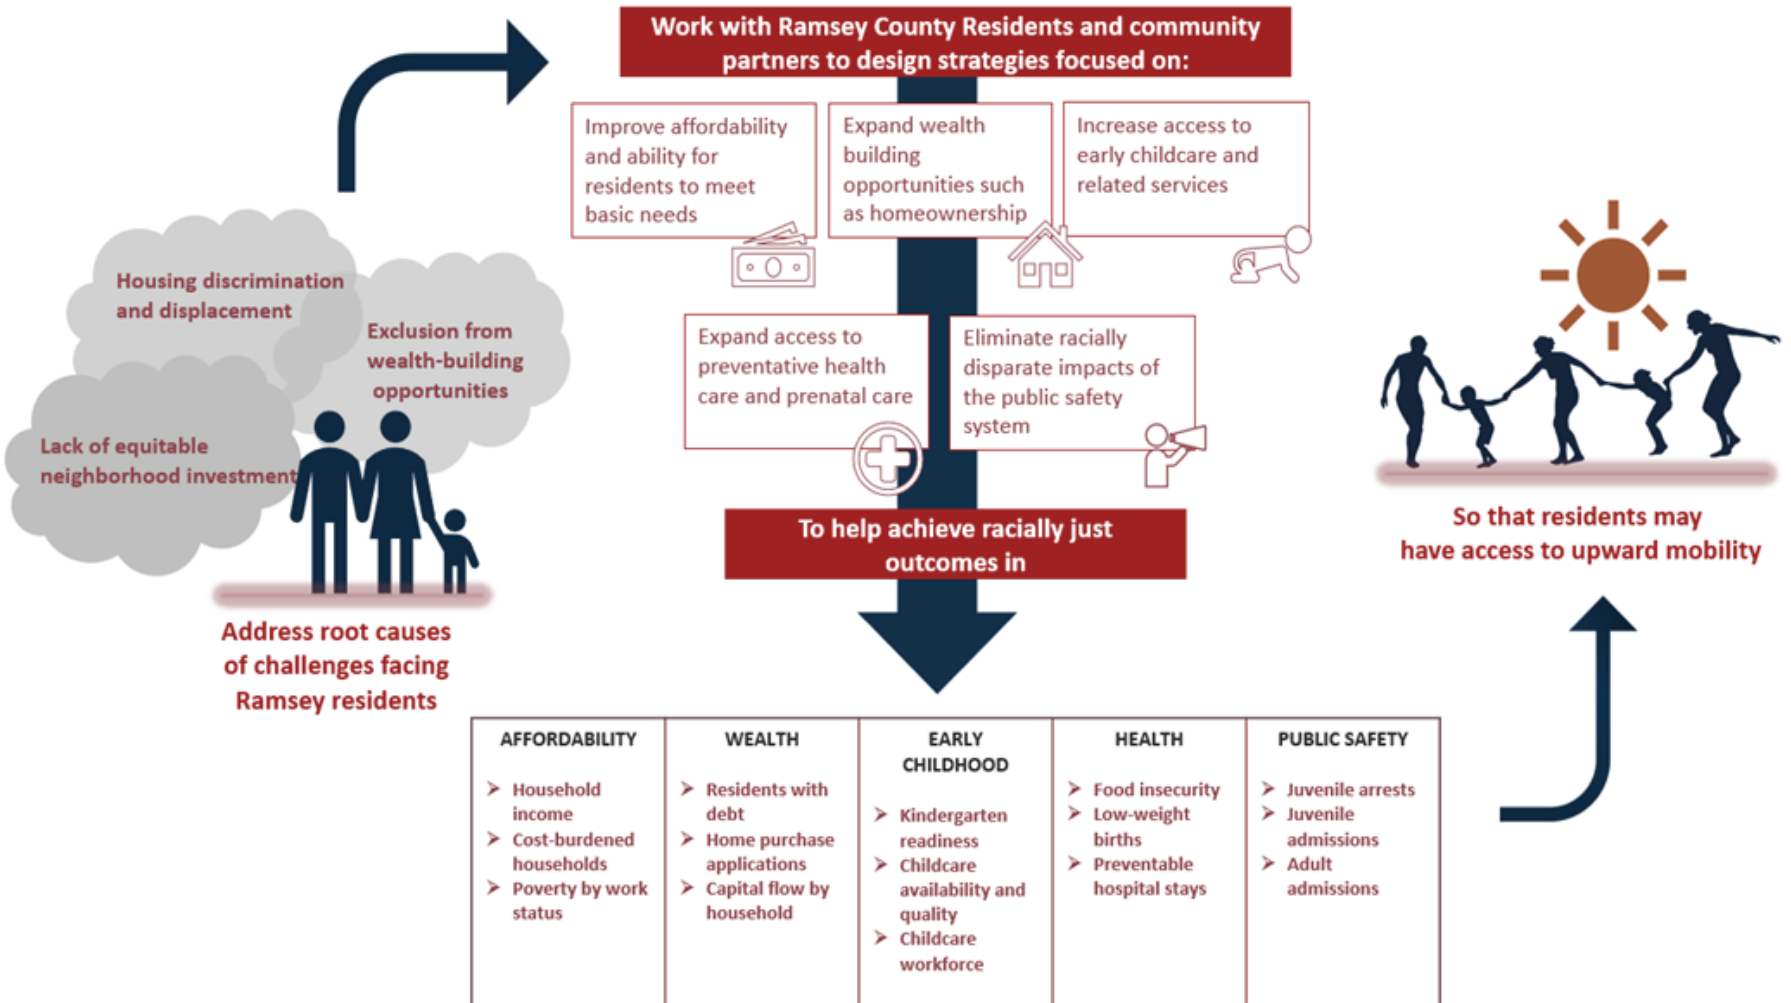 Work with Ramsey County Residents and community
partners to design strategies focused on:
Improve affordability
and ability for
residents to meet
basic needs
Expand wealth
building
opportunities such
as homeownership
Increase access to
early childcare and
related services
Housing discrimination
and displacement
Exclusion from
wealth-building
opportunities
Lack of equitable
neighborhood investment
Address root causes
of challenges facing
Ramsey residents
Expand access to
preventative health
care and prenatal care
Eliminate racially
disparate impacts of
the public safety
system
To help achieve racially just
outcomes in
So that residents may
have access to upward mobility
AFFORDABILITY
➤ Household
income
➤ Cost-burdened
households
➤ Poverty by work
status
WEALTH
➤ Residents with
debt
➤ Home purchase
applications
➤ Capital flow by
household
EARLY
CHILDHOOD
➤ Kindergarten
readiness
➤ Childcare
availability and
quality
➤ Childcare
workforce
HEALTH
➤ Food insecurity
➤ Low-weight
births
➤ Preventable
hospital stays
PUBLIC SAFETY
➤ Juvenile arrests
➤ Juvenile
admissions
➤ Adult
admissions